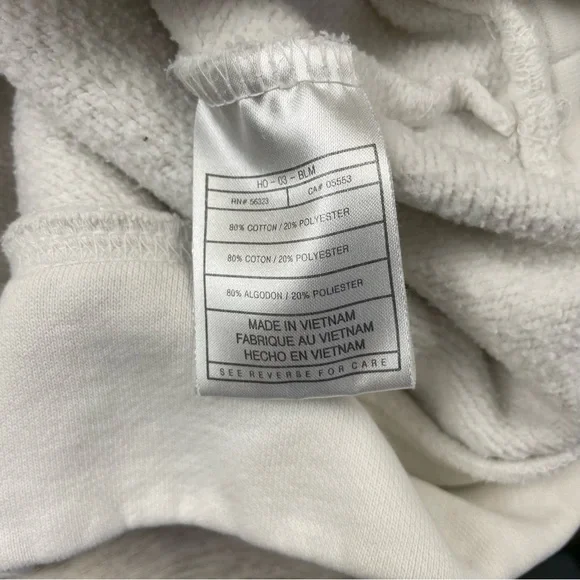 HO - 03 - BLM
RN# 56323 CA# 05553
80% COTTON / 20% POLYESTER
80% COTON / 20% POLYESTER
80% ALGODON / 20% POLIESTER
MADE IN VIETNAM
FABRIQUE AU VIETNAM
HECHO EN VIETNAM
SEE REVERSE FOR CARE